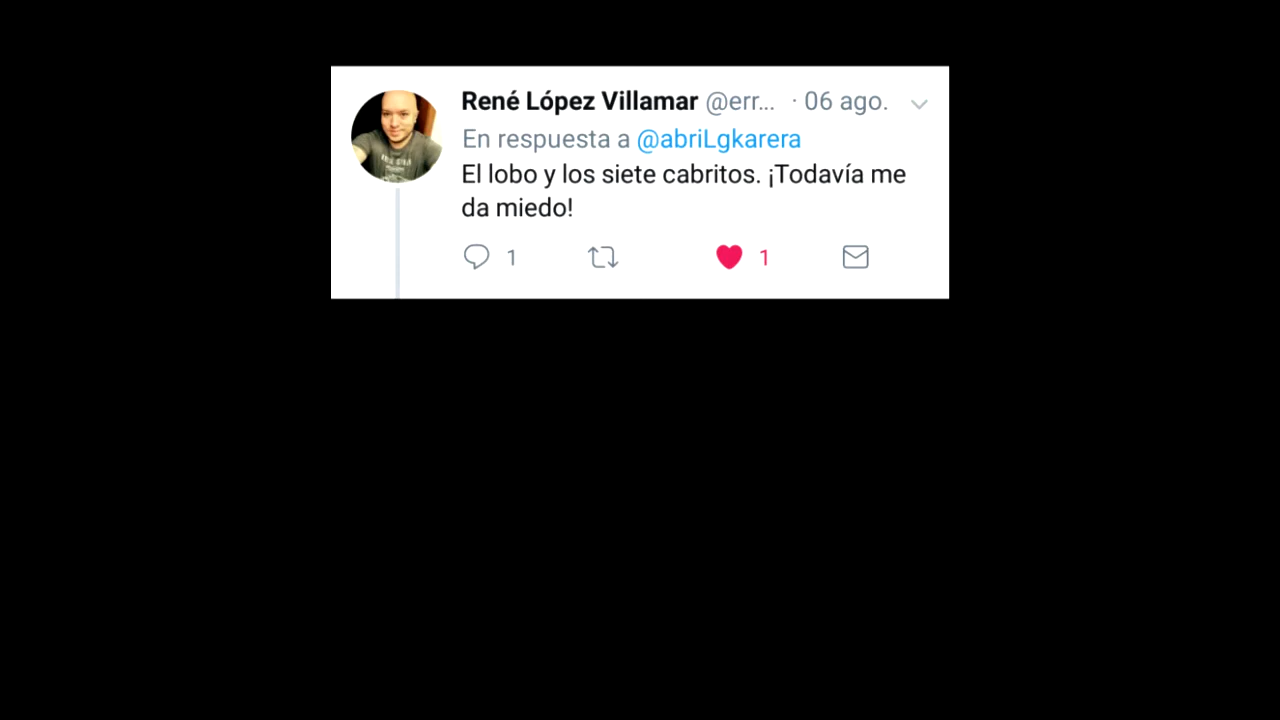 René López Villamar @err... · 06 ago.
En respuesta a @abriLgkarera
El lobo y los siete cabritos. ¡Todavía me
da miedo!
1 1